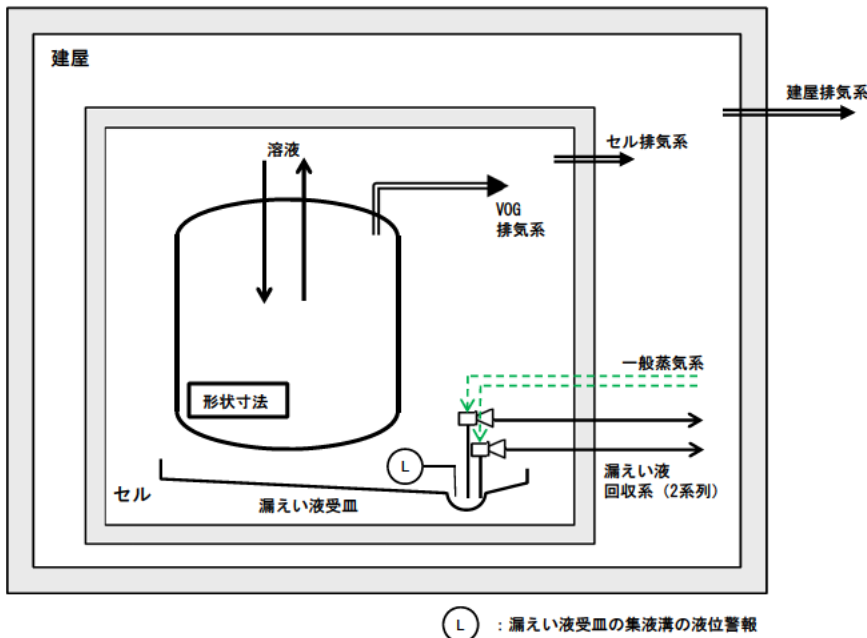 建屋
建屋排気系
セル排気系
溶液
VOG
排気系
一般蒸気系
形状寸法
L
漏えい液
回収系（2系列）
セル
漏えい液受皿
L ：漏えい液受皿の集液溝の液位警報